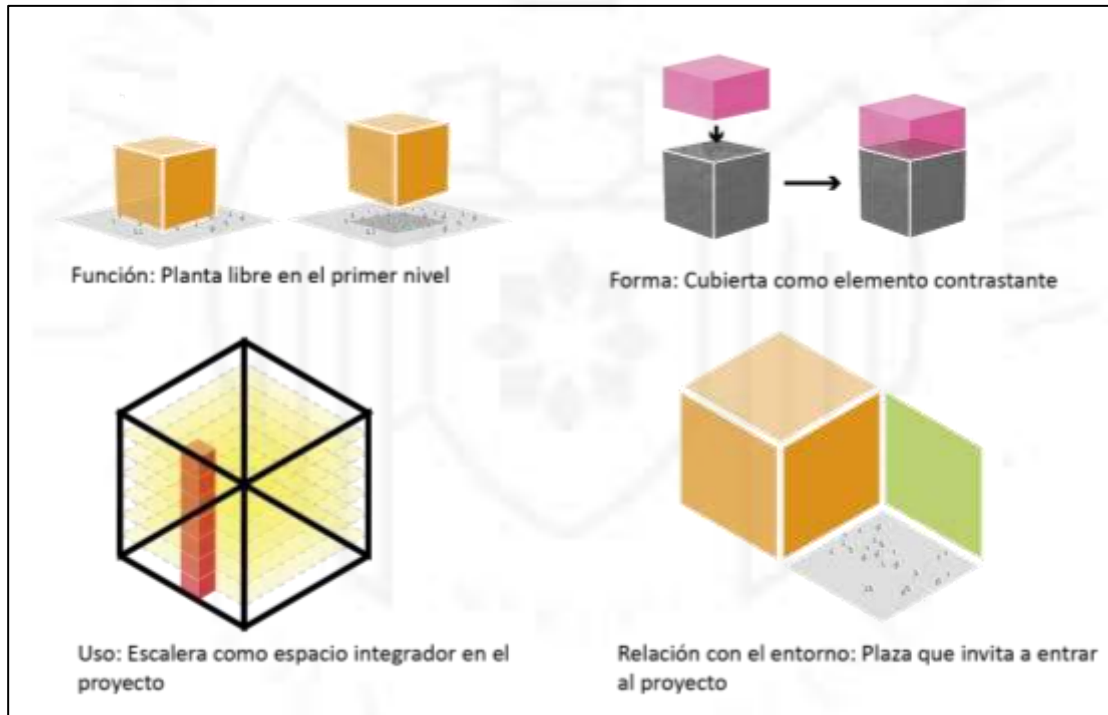 Función: Planta libre en el primer nivel
Forma: Cubierta como elemento contrastante
Uso: Escalera como espacio integrador en el
proyecto
Relación con el entorno: Plaza que invita a entrar
al proyecto